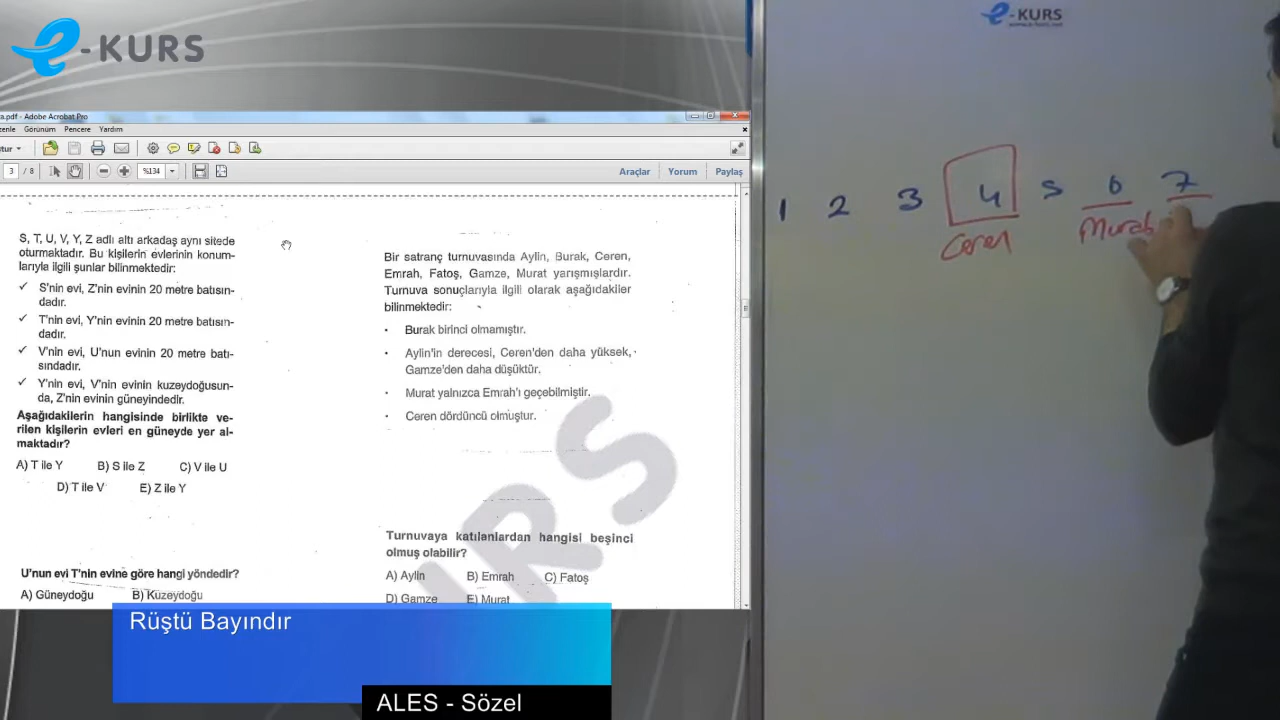 e-KURS
e-KURS
a.pdf - Adobe Acrobat Pro
Görünüm Pencere Yardım
3 / 8 %134 Araçlar Yorum Paylaş
S, T, U, V, Y, Z adlı altı arkadaş aynı sitede
oturmaktadır. Bu kişilerin evlerinin konum-
larıyla ilgili şunlar bilinmektedir:
✓ S'nin evi, Z'nin evinin 20 metre batısın-
dadır.
✓ T'nin evi, Y'nin evinin 20 metre batısın-
dadır.
✓ V'nin evi, U'nun evinin 20 metre batı-
sındadır.
✓ Y'nin evi, V'nin evinin kuzeydoğusun-
da, Z'nin evinin güneyindedir.
Aşağıdakilerin hangisinde birlikte ve-
rilen kişilerin evleri en güneyde yer al-
maktadır?
A) T ile Y B) S ile Z C) V ile U
D) T ile V E) Z ile Y
U'nun evi T'nin evine göre hangi yöndedir?
A) Güneydoğu B) Kuzeydoğu
Bir satranç turnuvasında Aylin, Burak, Ceren,
Emrah, Fatoş, Gamze, Murat yarışmışlardır.
Turnuva sonuçlarıyla ilgili olarak aşağıdakiler
bilinmektedir:
• Burak birinci olmamıştır.
• Aylin'in derecesi, Ceren'den daha yüksek,
Gamze'den daha düşüktür.
• Murat yalnızca Emrah'ı geçebilmiştir.
• Ceren dördüncü olmuştur.
Turnuvaya katılanlardan hangisi beşinci
olmuş olabilir?
A) Aylin B) Emrah C) Fatoş
D) Gamze E) Murat
URS
1 2 3 4 5 6 7
Ceren Murat
Rüştü Bayındır
ALES - Sözel